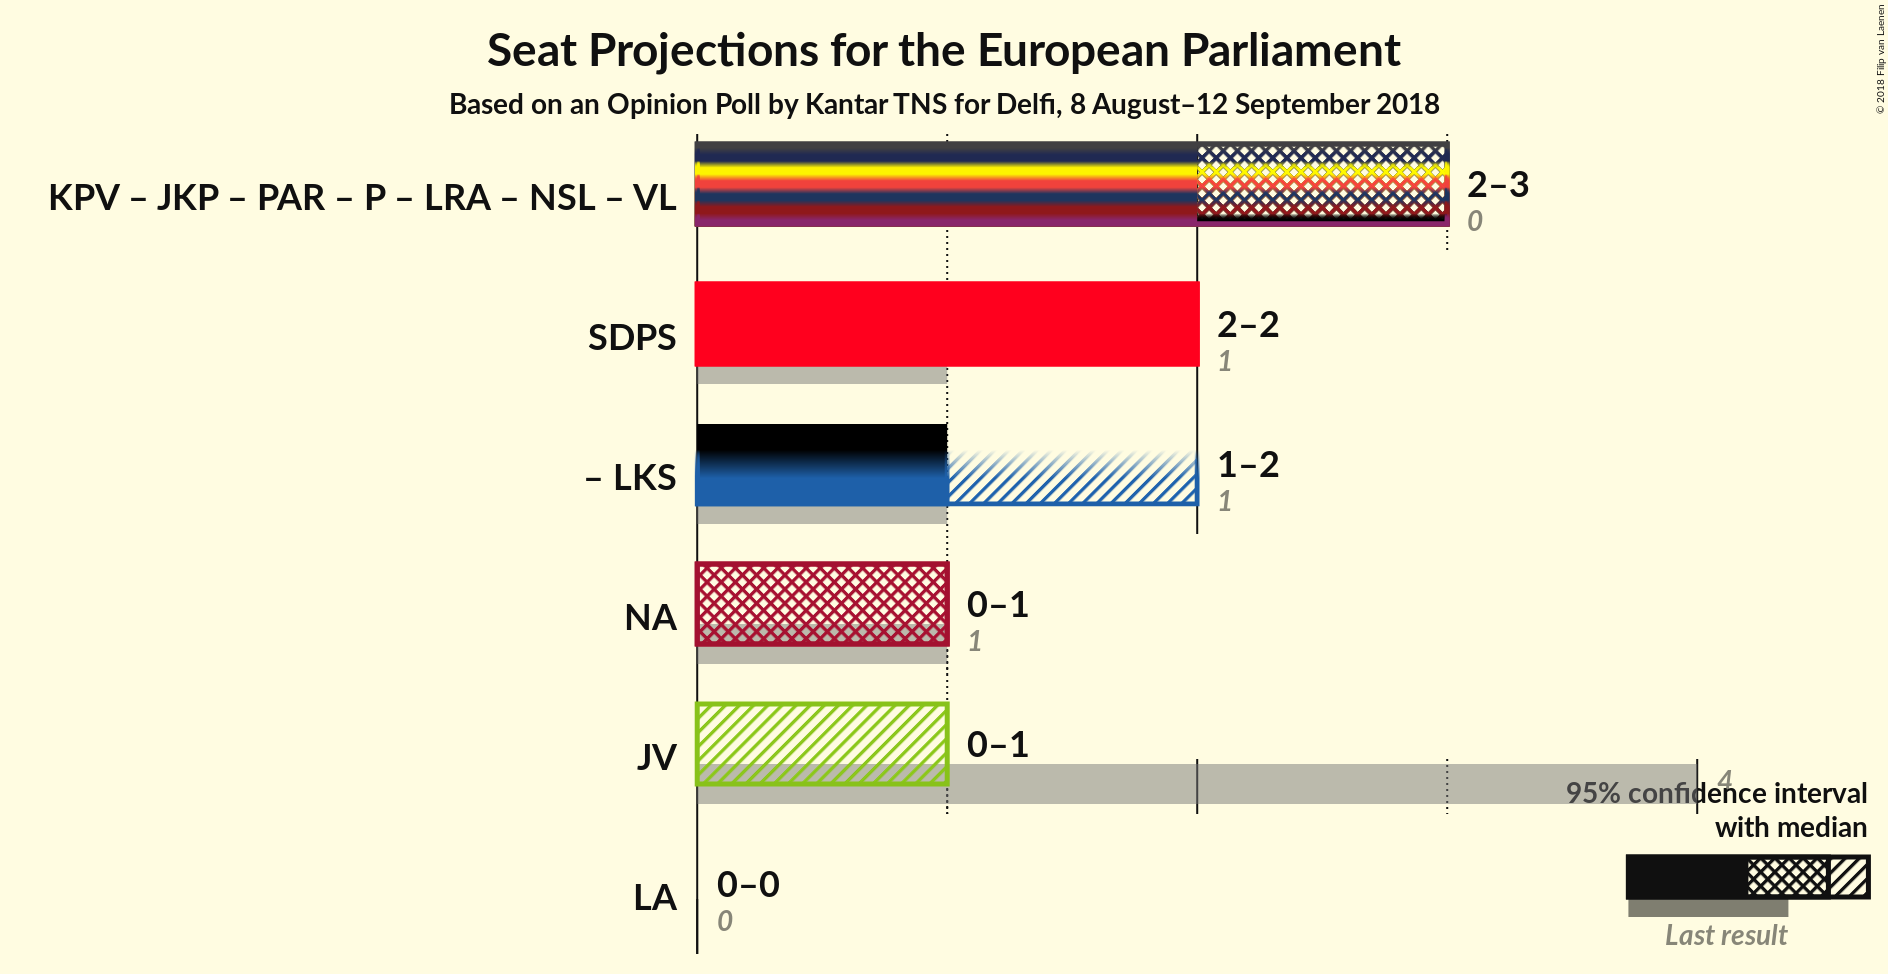 Seat Projections for the European Parliament
Based on an Opinion Poll by Kantar TNS for Delfi, 8 August–12 September 2018
© 2018 Filip van Laenen
KPV – JKP – PAR – P – LRA – NSL – VL
2–3
0
SDPS
2–2
1
– LKS
1–2
1
NA
0–1
1
JV
0–1
4
95% confidence interval
with median
LA
0–0
0
Last result